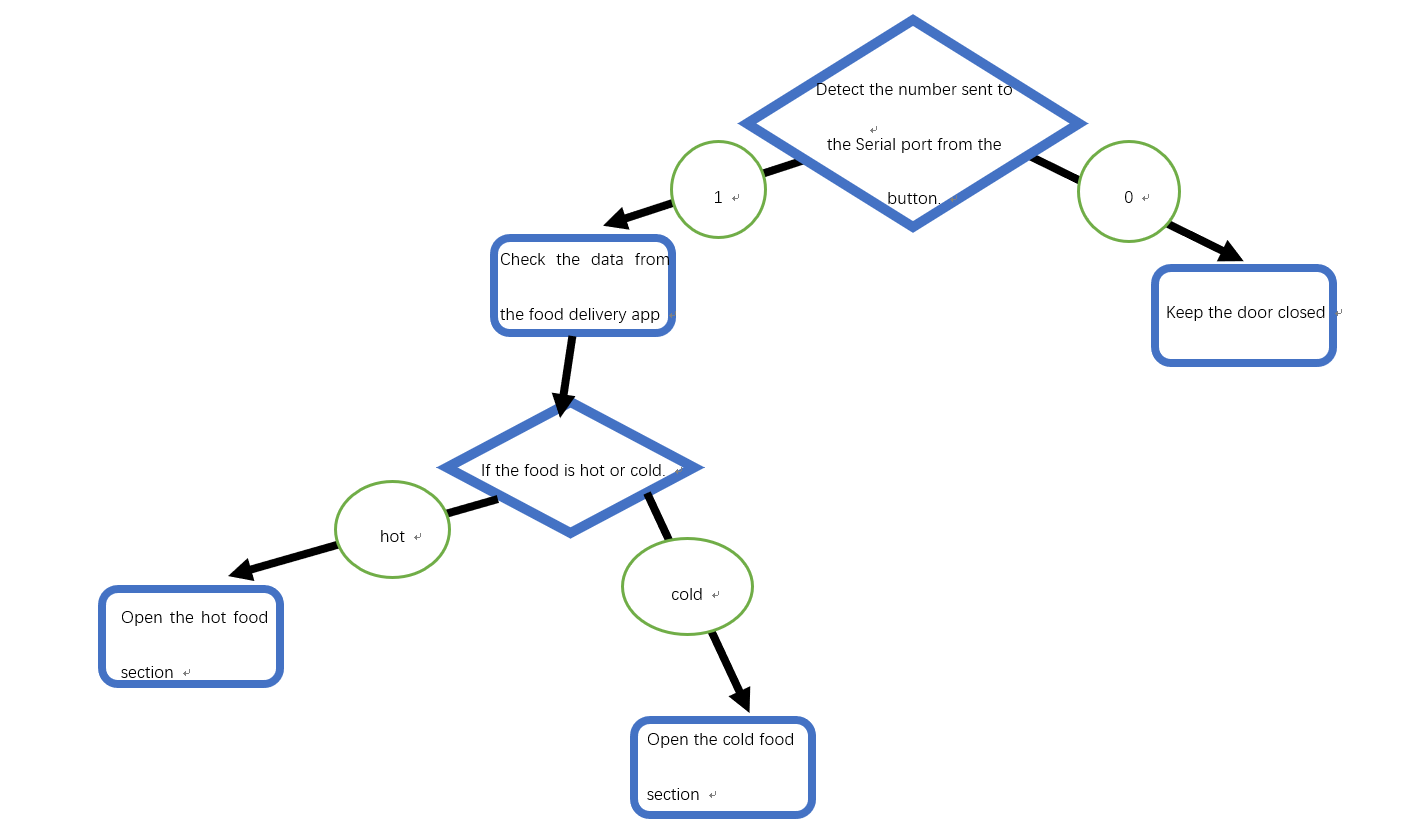 Detect the number sent to
the Serial port from the
button.
1
0
Check the data from
the food delivery app
Keep the door closed
If the food is hot or cold.
hot
cold
Open the hot food
section
Open the cold food
section